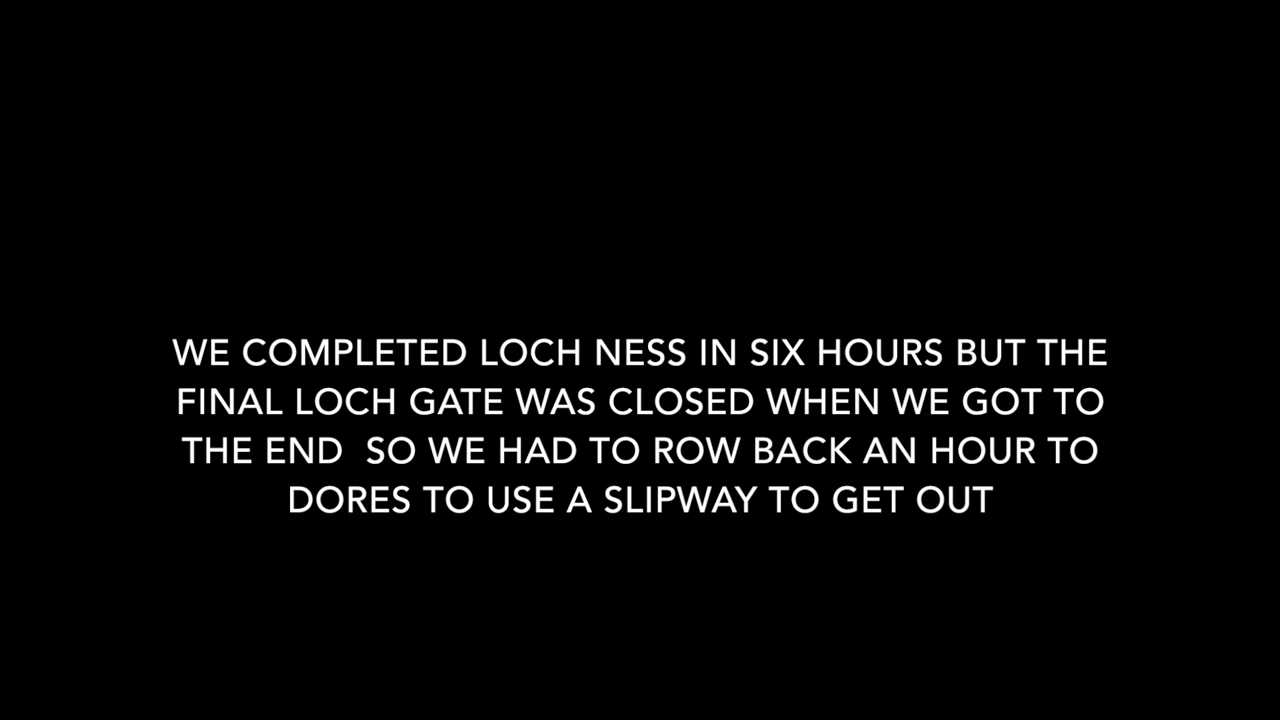 WE COMPLETED LOCH NESS IN SIX HOURS BUT THE
FINAL LOCH GATE WAS CLOSED WHEN WE GOT TO
THE END  SO WE HAD TO ROW BACK AN HOUR TO
DORES TO USE A SLIPWAY TO GET OUT